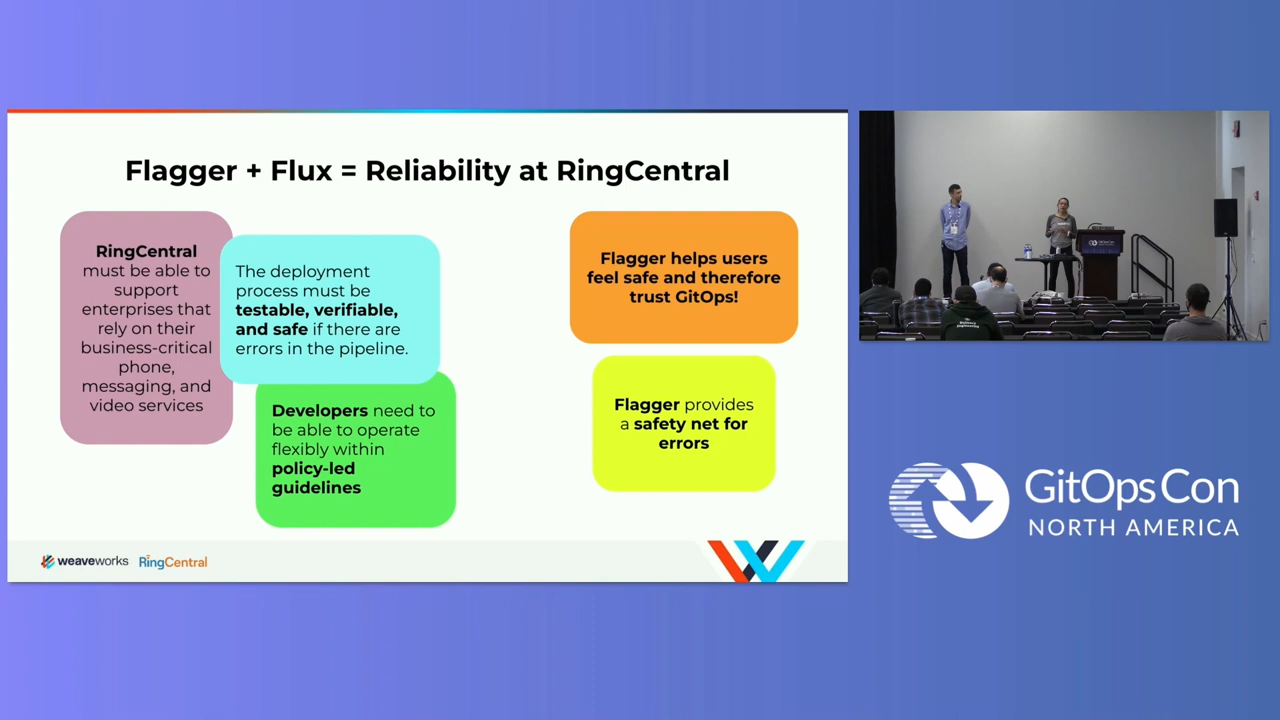 Flagger + Flux = Reliability at RingCentral
RingCentral
must be able to
support
enterprises that
rely on their
business-critical
phone,
messaging, and
video services
The deployment
process must be
testable, verifiable,
and safe if there are
errors in the pipeline.
Developers need to
be able to operate
flexibly within
policy-led
guidelines
Flagger helps users
feel safe and therefore
trust GitOps!
Flagger provides
a safety net for
errors
weaveworks
RingCentral
GitOpsCon
NORTH AMERICA